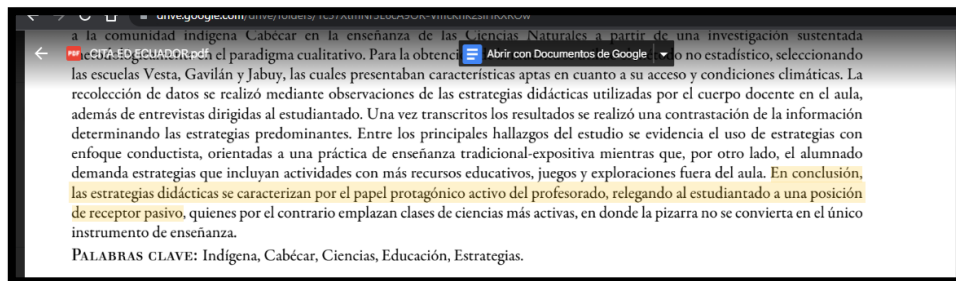 drive.google.com/drive/folders/
a la comunidad indígena Cabécar en la enseñanza de las Ciencias Naturales a partir de una investigación sustentada
PDF CITA ED ECUADOR.pdf en el paradigma cualitativo. Para la obtenci Abrir con Documentos de Google o no estadístico, seleccionando
las escuelas Vesta, Gavilán y Jabuy, las cuales presentaban características aptas en cuanto a su acceso y condiciones climáticas. La
recolección de datos se realizó mediante observaciones de las estrategias didácticas utilizadas por el cuerpo docente en el aula,
además de entrevistas dirigidas al estudiantado. Una vez transcritos los resultados se realizó una contrastación de la información
determinando las estrategias predominantes. Entre los principales hallazgos del estudio se evidencia el uso de estrategias con
enfoque conductista, orientadas a una práctica de enseñanza tradicional-expositiva mientras que, por otro lado, el alumnado
demanda estrategias que incluyan actividades con más recursos educativos, juegos y exploraciones fuera del aula. En conclusión,
las estrategias didácticas se caracterizan por el papel protagónico activo del profesorado, relegando al estudiantado a una posición
de receptor pasivo, quienes por el contrario emplazan clases de ciencias más activas, en donde la pizarra no se convierta en el único
instrumento de enseñanza.
PALABRAS CLAVE: Indígena, Cabécar, Ciencias, Educación, Estrategias.